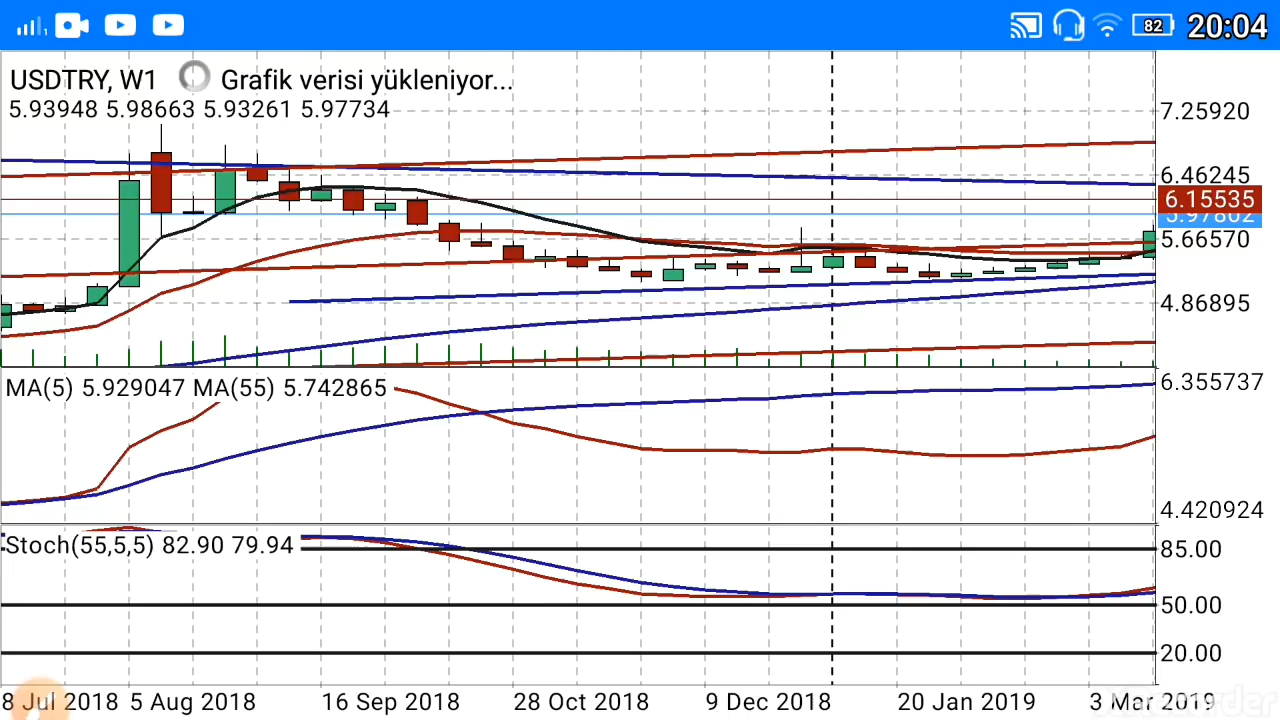 82 20:04
USDTRY, W1 Grafik verisi yükleniyor...
5.93948 5.98663 5.93261 5.97734
7.25920
6.46245
6.15535
5.97802
5.66570
4.86895
MA(5) 5.929047 MA(55) 5.742865
6.355737
4.420924
Stoch(55,5,5) 82.90 79.94
85.00
50.00
20.00
8 Jul 2018 5 Aug 2018 16 Sep 2018 28 Oct 2018 9 Dec 2018 20 Jan 2019 3 Mar 2019